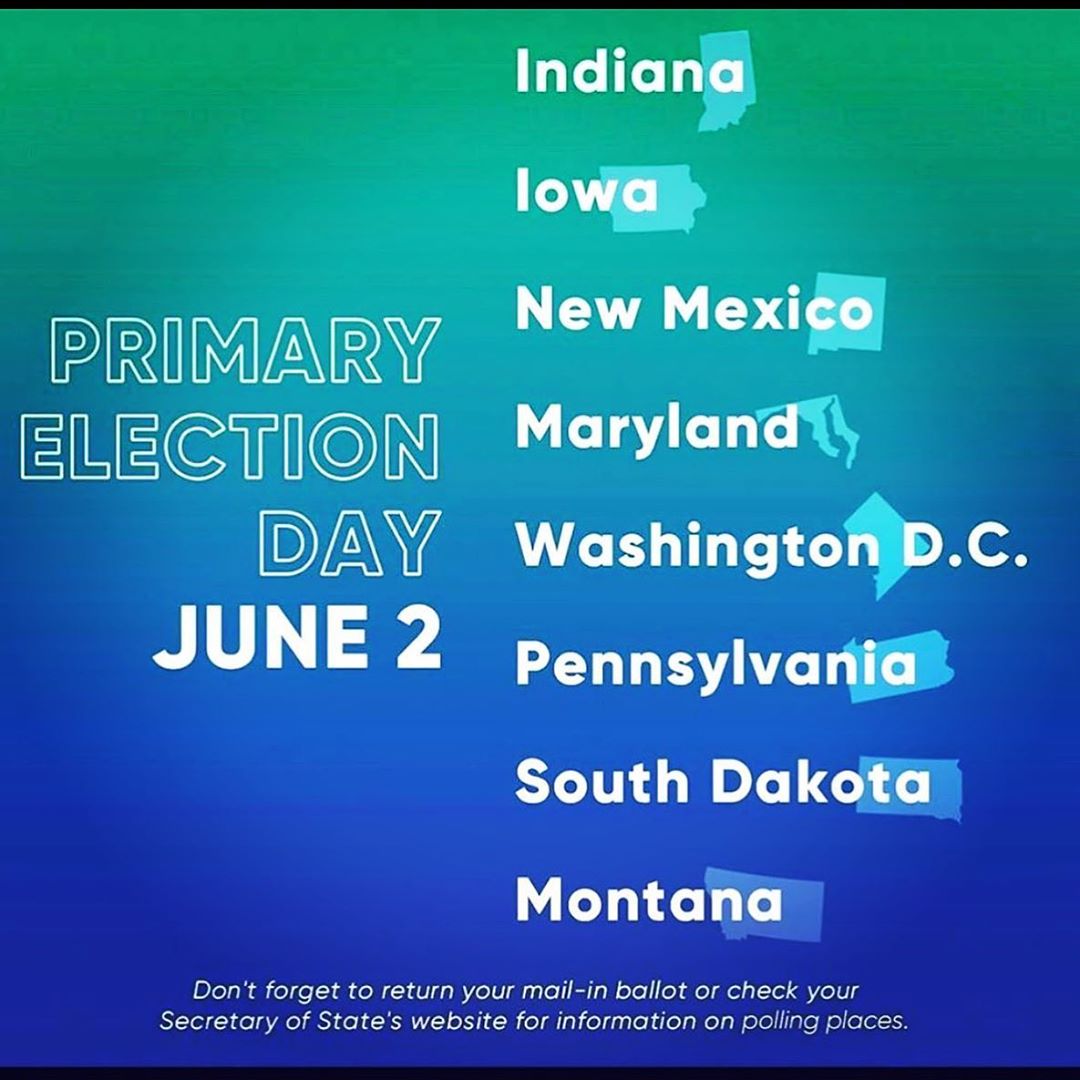 PRIMARY
ELECTION
DAY
JUNE 2
Indiana
Iowa
New Mexico
Maryland
Washington D.C.
Pennsylvania
South Dakota
Montana
Don't forget to return your mail-in ballot or check your
Secretary of State's website for information on polling places.